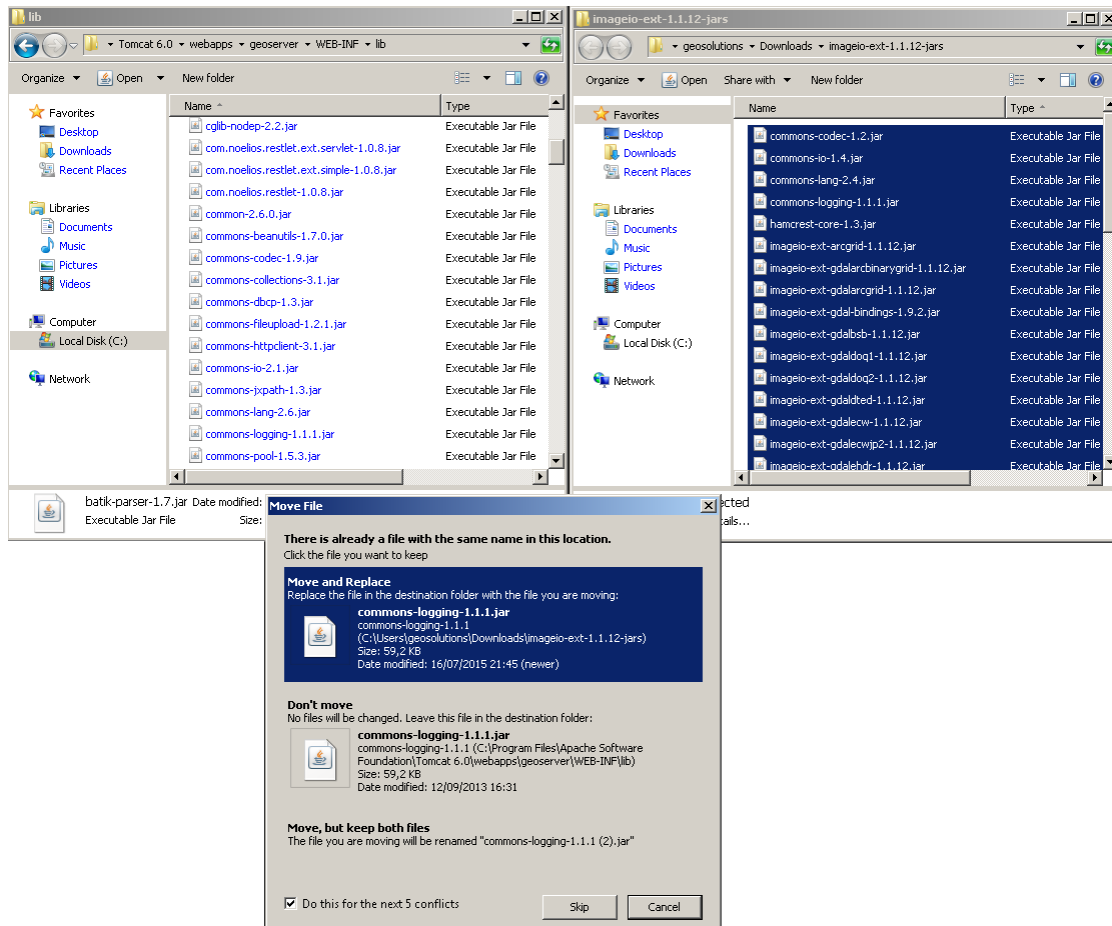 lib
Tomcat 6.0 webapps geoserver WEB-INF lib
Organize Open New folder
Favorites
Desktop
Downloads
Recent Places
Libraries
Documents
Music
Pictures
Videos
Computer
Local Disk (C:)
Network
Name Type
cglib-nodep-2.2.jar Executable Jar File
com.noelios.restlet.ext.servlet-1.0.8.jar Executable Jar File
com.noelios.restlet.ext.simple-1.0.8.jar Executable Jar File
com.noelios.restlet-1.0.8.jar Executable Jar File
common-2.6.0.jar Executable Jar File
commons-beanutils-1.7.0.jar Executable Jar File
commons-codec-1.9.jar Executable Jar File
commons-collections-3.1.jar Executable Jar File
commons-dbcp-1.3.jar Executable Jar File
commons-fileupload-1.2.1.jar Executable Jar File
commons-httpclient-3.1.jar Executable Jar File
commons-io-2.1.jar Executable Jar File
commons-jxpath-1.3.jar Executable Jar File
commons-lang-2.6.jar Executable Jar File
commons-logging-1.1.1.jar Executable Jar File
commons-pool-1.5.3.jar Executable Jar File
batik-parser-1.7.jar Date modified:
Executable Jar File Size:
imageio-ext-1.1.12-jars
geosolutions Downloads imageio-ext-1.1.12-jars
Organize Open Share with New folder
Favorites
Desktop
Downloads
Recent Places
Libraries
Documents
Music
Pictures
Videos
Computer
Local Disk (C:)
Network
Name Type
commons-codec-1.2.jar Executable Jar File
commons-io-1.4.jar Executable Jar File
commons-lang-2.4.jar Executable Jar File
commons-logging-1.1.1.jar Executable Jar File
hamcrest-core-1.3.jar Executable Jar File
imageio-ext-arcgrid-1.1.12.jar Executable Jar File
imageio-ext-gdalarcbinarygrid-1.1.12.jar Executable Jar File
imageio-ext-gdalarcgrid-1.1.12.jar Executable Jar File
imageio-ext-gdal-bindings-1.9.2.jar Executable Jar File
imageio-ext-gdalbsb-1.1.12.jar Executable Jar File
imageio-ext-gdaldoq1-1.1.12.jar Executable Jar File
imageio-ext-gdaldoq2-1.1.12.jar Executable Jar File
imageio-ext-gdaldted-1.1.12.jar Executable Jar File
imageio-ext-gdalecw-1.1.12.jar Executable Jar File
imageio-ext-gdalecwjp2-1.1.12.jar Executable Jar File
imageio-ext-gdalehdr-1.1.12.jar Executable Jar File
ected
ails...
Move File
There is already a file with the same name in this location.
Click the file you want to keep
Move and Replace
Replace the file in the destination folder with the file you are moving:
commons-logging-1.1.1.jar
commons-logging-1.1.1
(C:\Users\geosolutions\Downloads\imageio-ext-1.1.12-jars)
Size: 59,2 KB
Date modified: 16/07/2015 21:45 (newer)
Don't move
No files will be changed. Leave this file in the destination folder:
commons-logging-1.1.1.jar
commons-logging-1.1.1 (C:\Program Files\Apache Software
Foundation\Tomcat 6.0\webapps\geoserver\WEB-INF\lib)
Size: 59,2 KB
Date modified: 12/09/2013 16:31
Move, but keep both files
The file you are moving will be renamed "commons-logging-1.1.1 (2).jar"
Do this for the next 5 conflicts
Skip Cancel